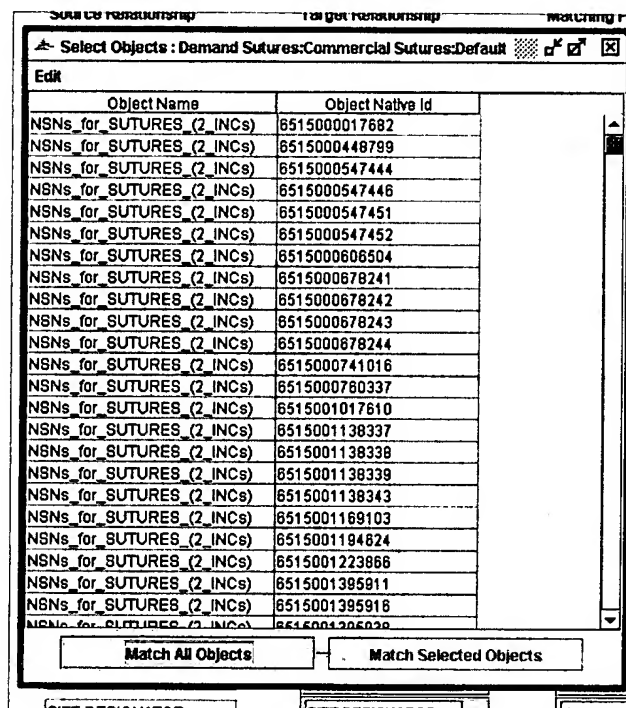 Source Relationship Target Relationship Matching
Select Objects : Demand Sutures:Commercial Sutures:Default
Edit
Object Name Object Native Id
NSNs_for_SUTURES_(2_INCs) 6515000017682
NSNs_for_SUTURES_(2_INCs) 6515000448799
NSNs_for_SUTURES_(2_INCs) 6515000547444
NSNs_for_SUTURES_(2_INCs) 6515000547446
NSNs_for_SUTURES_(2_INCs) 6515000547451
NSNs_for_SUTURES_(2_INCs) 6515000547452
NSNs_for_SUTURES_(2_INCs) 6515000606504
NSNs_for_SUTURES_(2_INCs) 6515000678241
NSNs_for_SUTURES_(2_INCs) 6515000678242
NSNs_for_SUTURES_(2_INCs) 6515000678243
NSNs_for_SUTURES_(2_INCs) 6515000678244
NSNs_for_SUTURES_(2_INCs) 6515000741016
NSNs_for_SUTURES_(2_INCs) 6515000760337
NSNs_for_SUTURES_(2_INCs) 6515001017610
NSNs_for_SUTURES_(2_INCs) 6515001138337
NSNs_for_SUTURES_(2_INCs) 6515001138338
NSNs_for_SUTURES_(2_INCs) 6515001138339
NSNs_for_SUTURES_(2_INCs) 6515001138343
NSNs_for_SUTURES_(2_INCs) 6515001169103
NSNs_for_SUTURES_(2_INCs) 6515001194624
NSNs_for_SUTURES_(2_INCs) 6515001223866
NSNs_for_SUTURES_(2_INCs) 6515001395911
NSNs_for_SUTURES_(2_INCs) 6515001395916
NSNs_for_SUTURES_(2_INCs)
Match All Objects Match Selected Objects